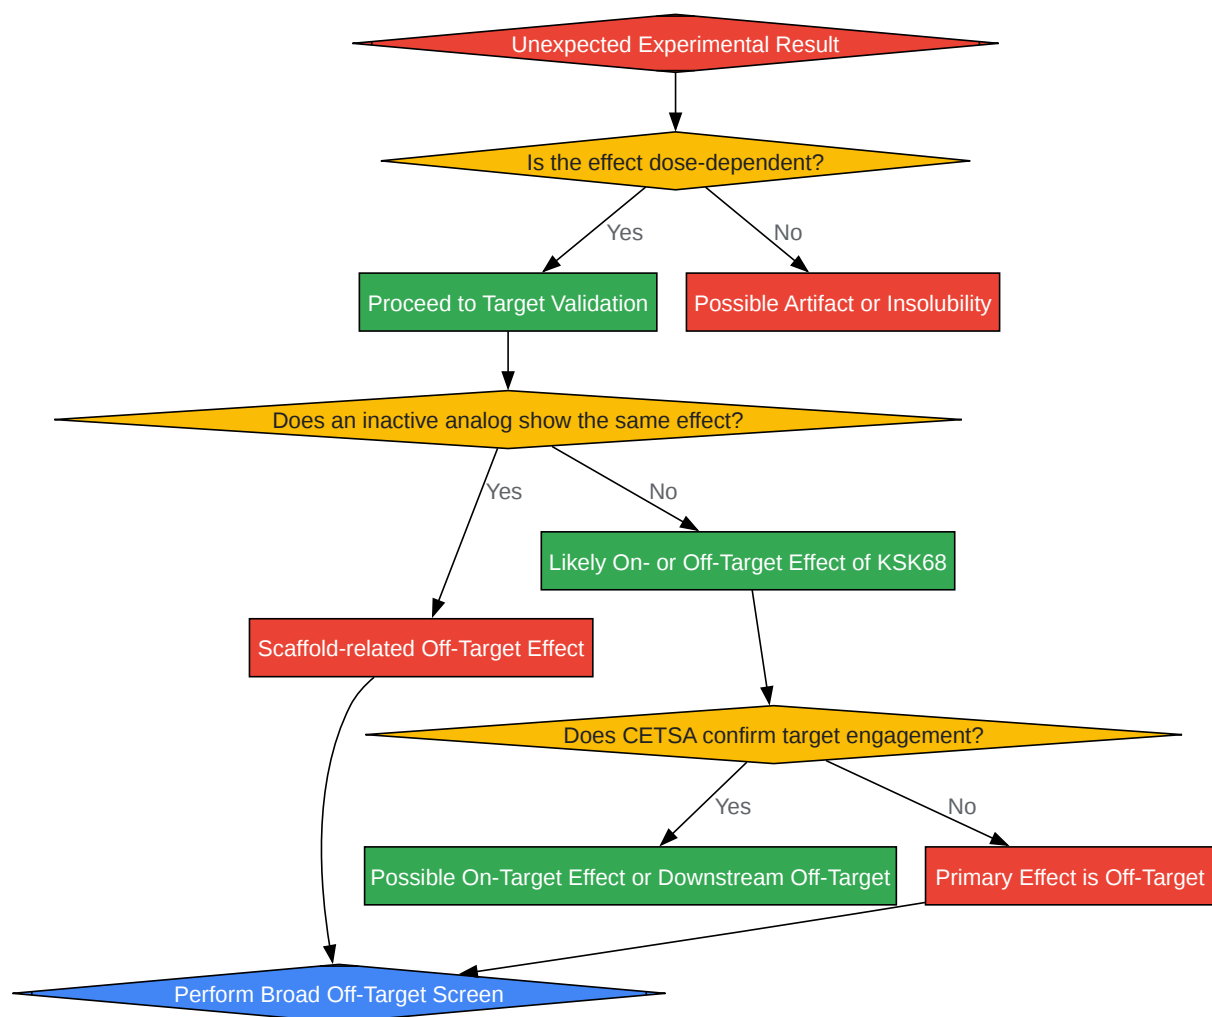 Unexpected Experimental Result
Is the effect dose-dependent?
Yes
No
Proceed to Target Validation
Possible Artifact or Insolubility
Does an inactive analog show the same effect?
Yes
No
Likely On- or Off-Target Effect of KSK68
Scaffold-related Off-Target Effect
Does CETSA confirm target engagement?
Yes
No
Possible On-Target Effect or Downstream Off-Target
Primary Effect is Off-Target
Perform Broad Off-Target Screen